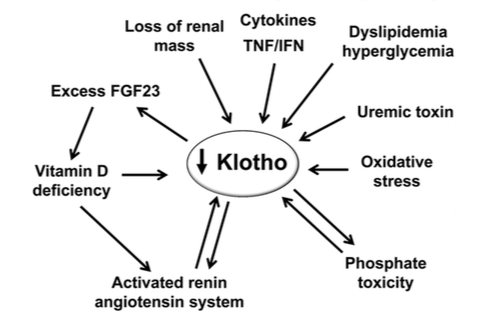 Loss of renal
mass
Cytokines
TNF/IFN
Dyslipidemia
hyperglycemia
Excess FGF23
Uremic toxin
Vitamin D
deficiency
↓ Klotho
Oxidative
stress
Activated renin
angiotensin system
Phosphate
toxicity